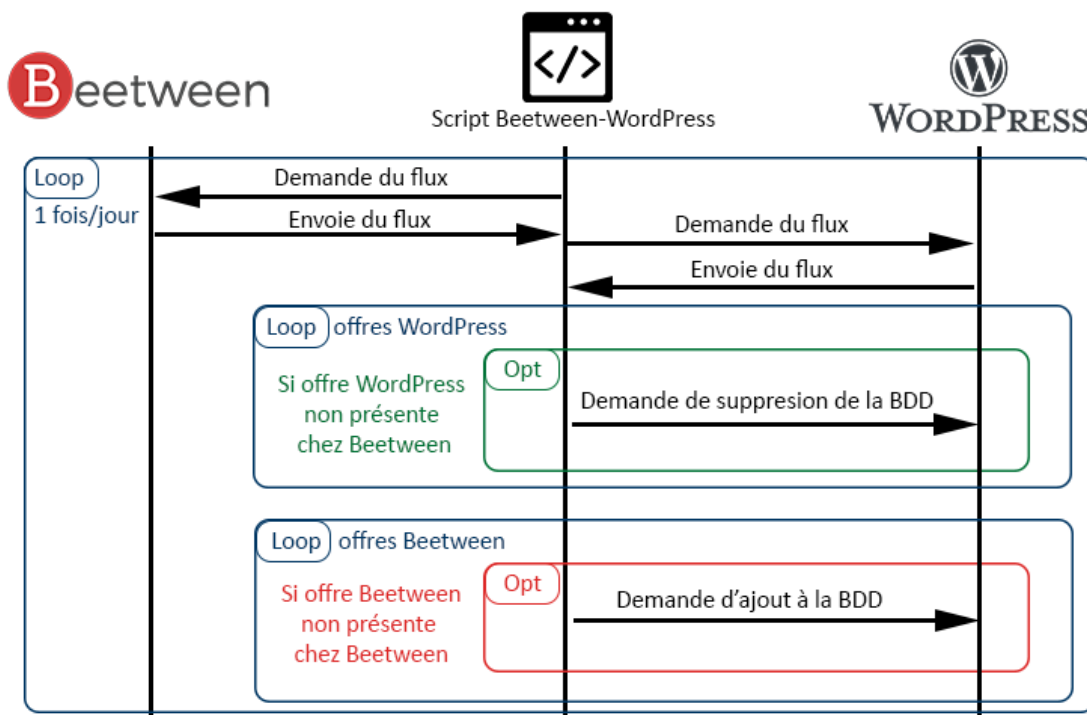 Beetween
Script Beetween-WordPress
WORDPRESS
Loop
1 fois/jour
Demande du flux
Envoie du flux
Demande du flux
Envoie du flux
Loop offres WordPress
Opt
Si offre WordPress
non présente
chez Beetween
Demande de suppresion de la BDD
Loop offres Beetween
Opt
Si offre Beetween
non présente
chez Beetween
Demande d’ajout à la BDD